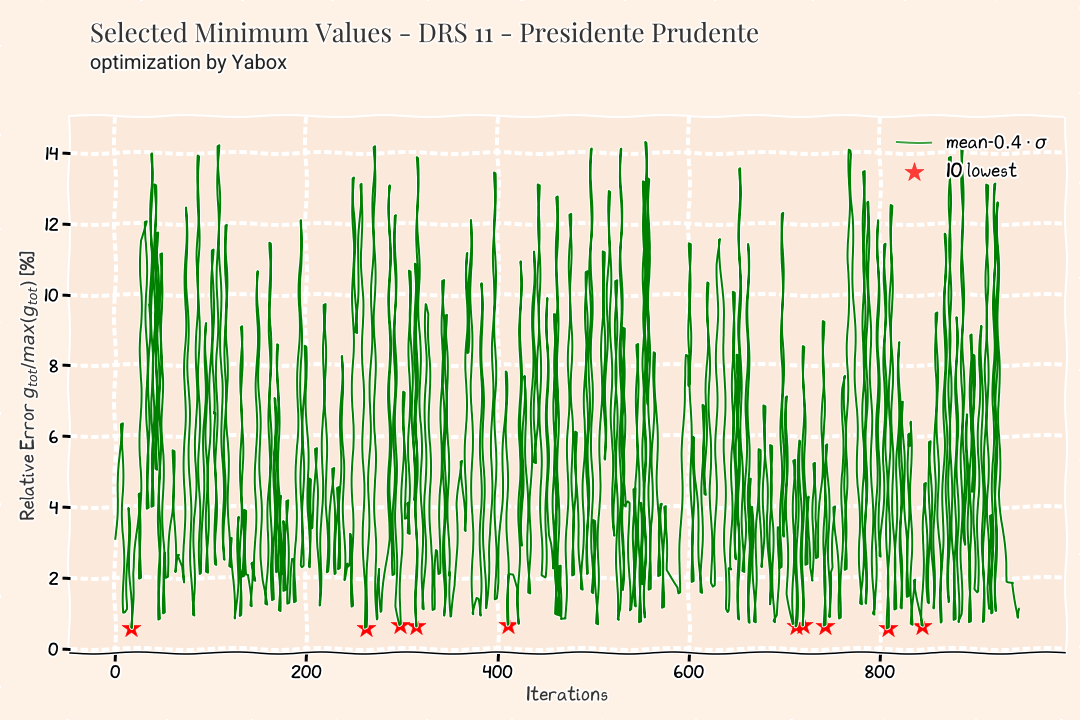 Selected Minimum Values - DRS 11 - Presidente Prudente
optimization by Yabox
mean-0.4 · σ
10 lowest
Relative Error g_tot/max(g_tot) [%]
14
12
10
8
6
4
2
0
0 200 400 600 800
Iterations